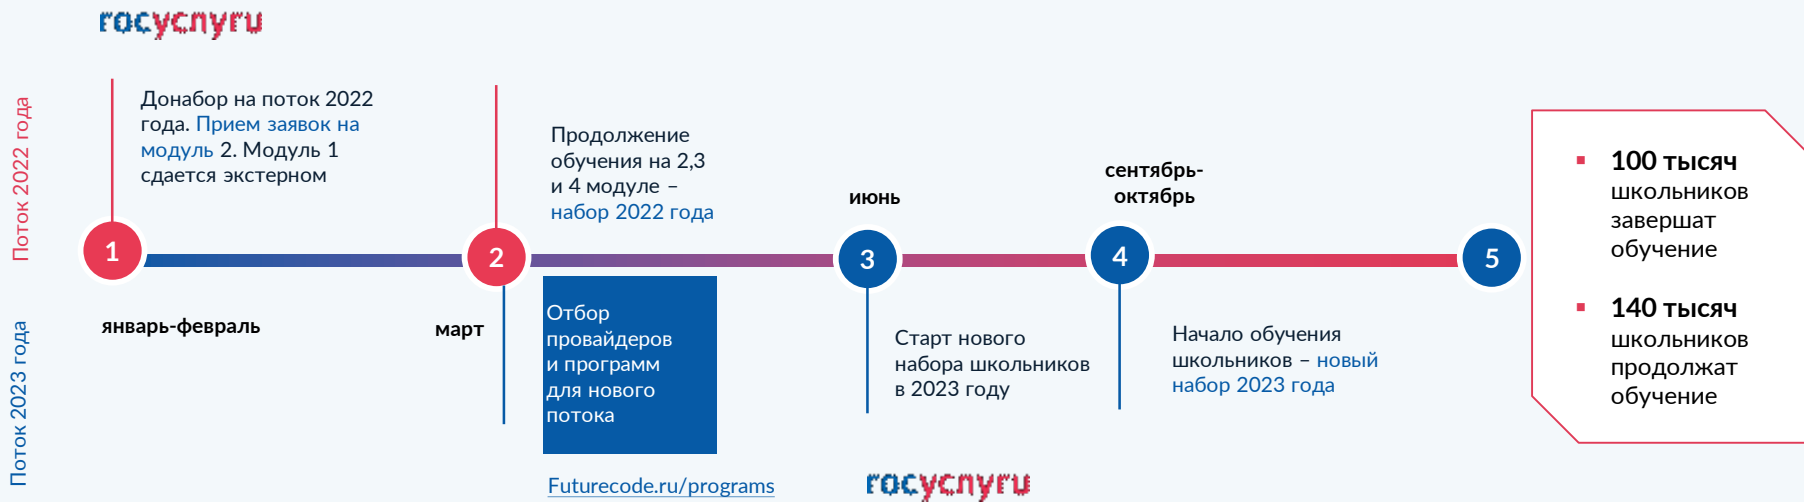 госуслуги
Поток 2022 года
Донабор на поток 2022
года. Прием заявок на
модуль 2. Модуль 1
сдается экстерном
Продолжение
обучения на 2,3
и 4 модуле –
набор 2022 года
июнь
сентябрь-
октябрь
1
2
3
4
5
100 тысяч
школьников
завершат
обучение
140 тысяч
школьников
продолжат
обучение
Поток 2023 года
январь-февраль
март
Отбор
провайдеров
и программ
для нового
потока
Futurecode.ru/programs
Старт нового
набора школьников
в 2023 году
госуслуги
Начало обучения
школьников – новый
набор 2023 года